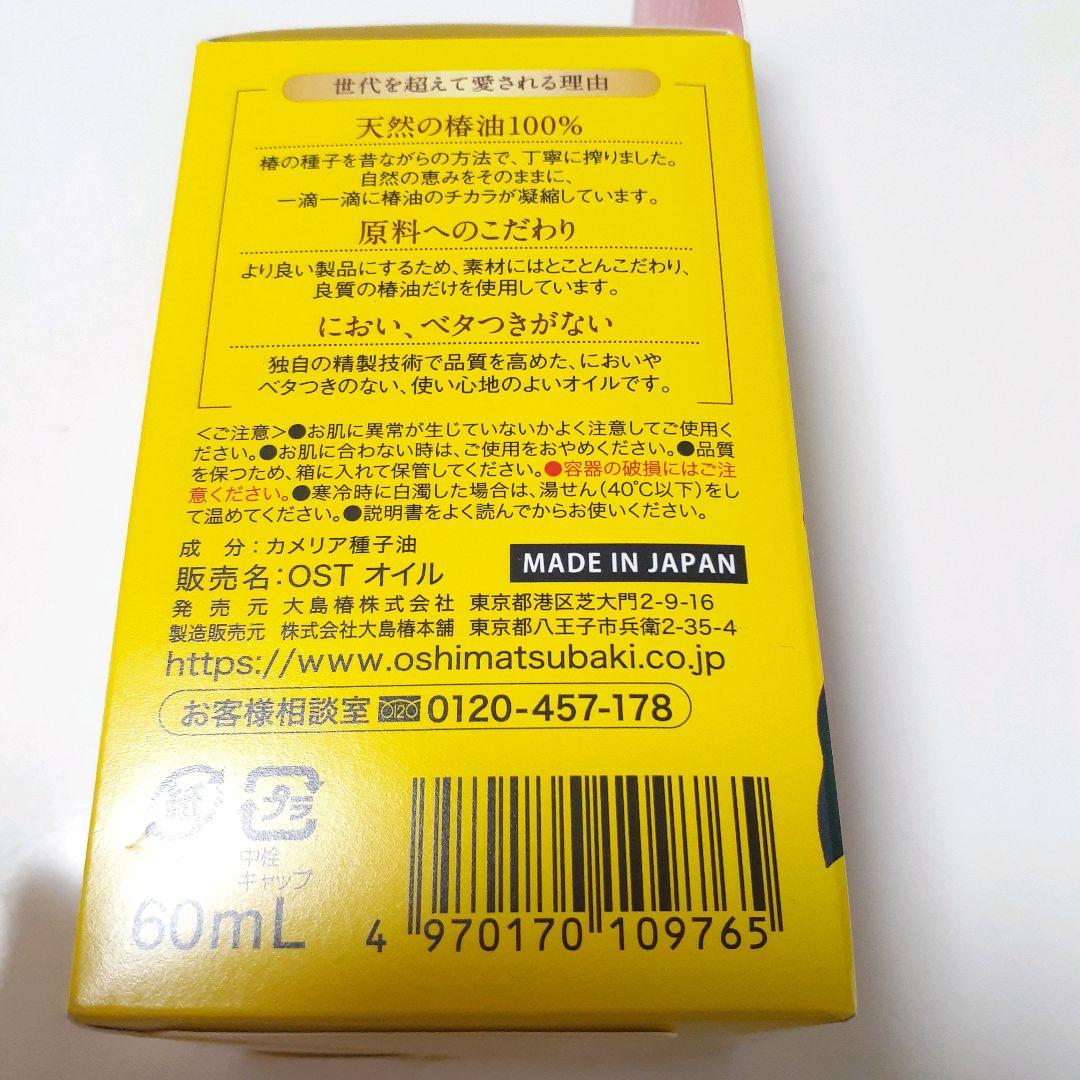 世代を超えて愛される理由
天然の椿油100%
椿の種子を昔ながらの方法で、丁寧に搾りました。
自然の恵みをそのままに、
一滴一滴に椿油のチカラが凝縮しています。
原料へのこだわり
より良い製品にするため、素材にはとことんこだわり、
良質の椿油だけを使用しています。
におい、ベタつきがない
独自の精製技術で品質を高めた、においや
ベタつきのない、使い心地のよいオイルです。
<ご注意>●お肌に異常が生じていないかよく注意してご使用く
ださい。●お肌に合わない時は、ご使用をおやめください。●品質
を保つため、箱に入れて保管してください。●容器の破損にはご注
意ください。●寒冷時に白濁した場合は、湯せん(40℃以下)をし
て温めてください。●説明書をよく読んでからお使いください。
成 分:カメリア種子油
MADE IN JAPAN
販売名:OST オイル
発売元 大島椿株式会社 東京都港区芝大門2-9-16
製造販売元 株式会社大島椿本舗 東京都八王子市兵衛2-35-4
https://www.oshimatsubaki.co.jp
お客様相談室 0120 0120-457-178
紙 プラ
中栓
キャップ
60mL
4 970170 109765